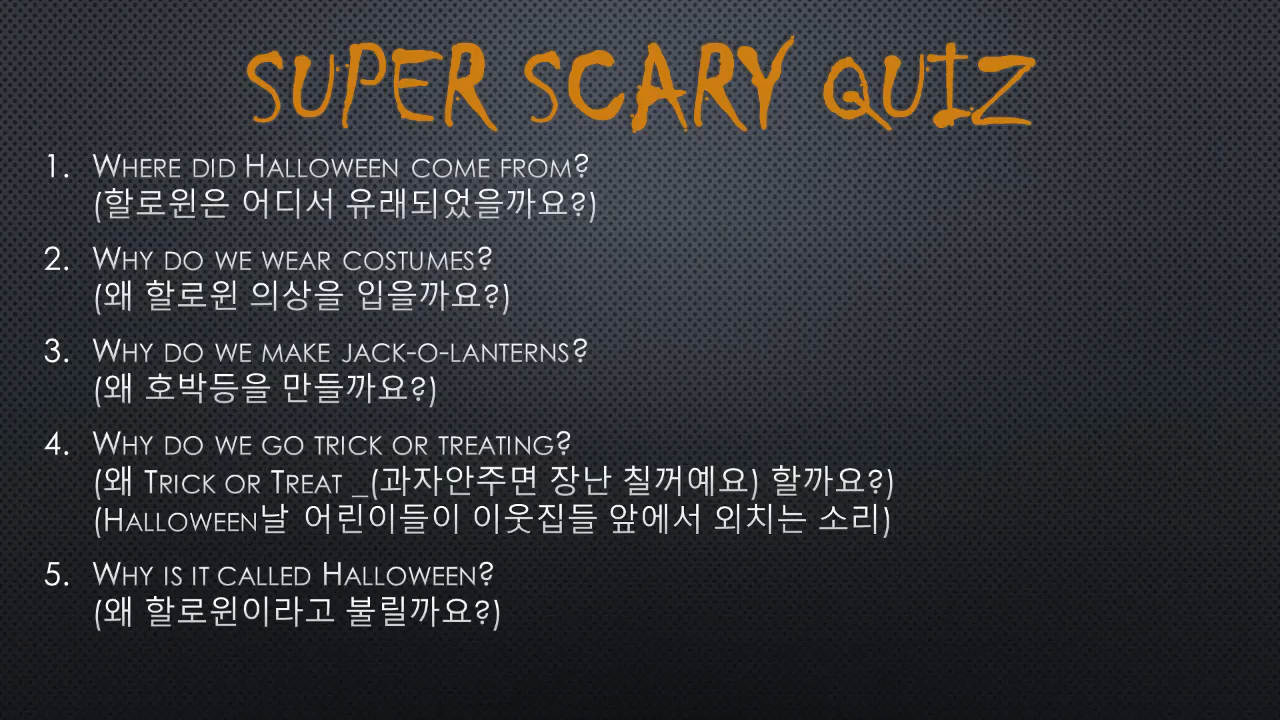 SUPER SCARY QUIZ
1. Where did Halloween come from?
(할로윈은 어디서 유래되었을까요?)
2. Why do we wear costumes?
(왜 할로윈 의상을 입을까요?)
3. Why do we make jack-o-lanterns?
(왜 호박등을 만들까요?)
4. Why do we go trick or treating?
(왜 Trick or Treat _(과자안주면 장난 칠꺼예요) 할까요?)
(Halloween날 어린이들이 이웃집들 앞에서 외치는 소리)
5. Why is it called Halloween?
(왜 할로윈이라고 불릴까요?)